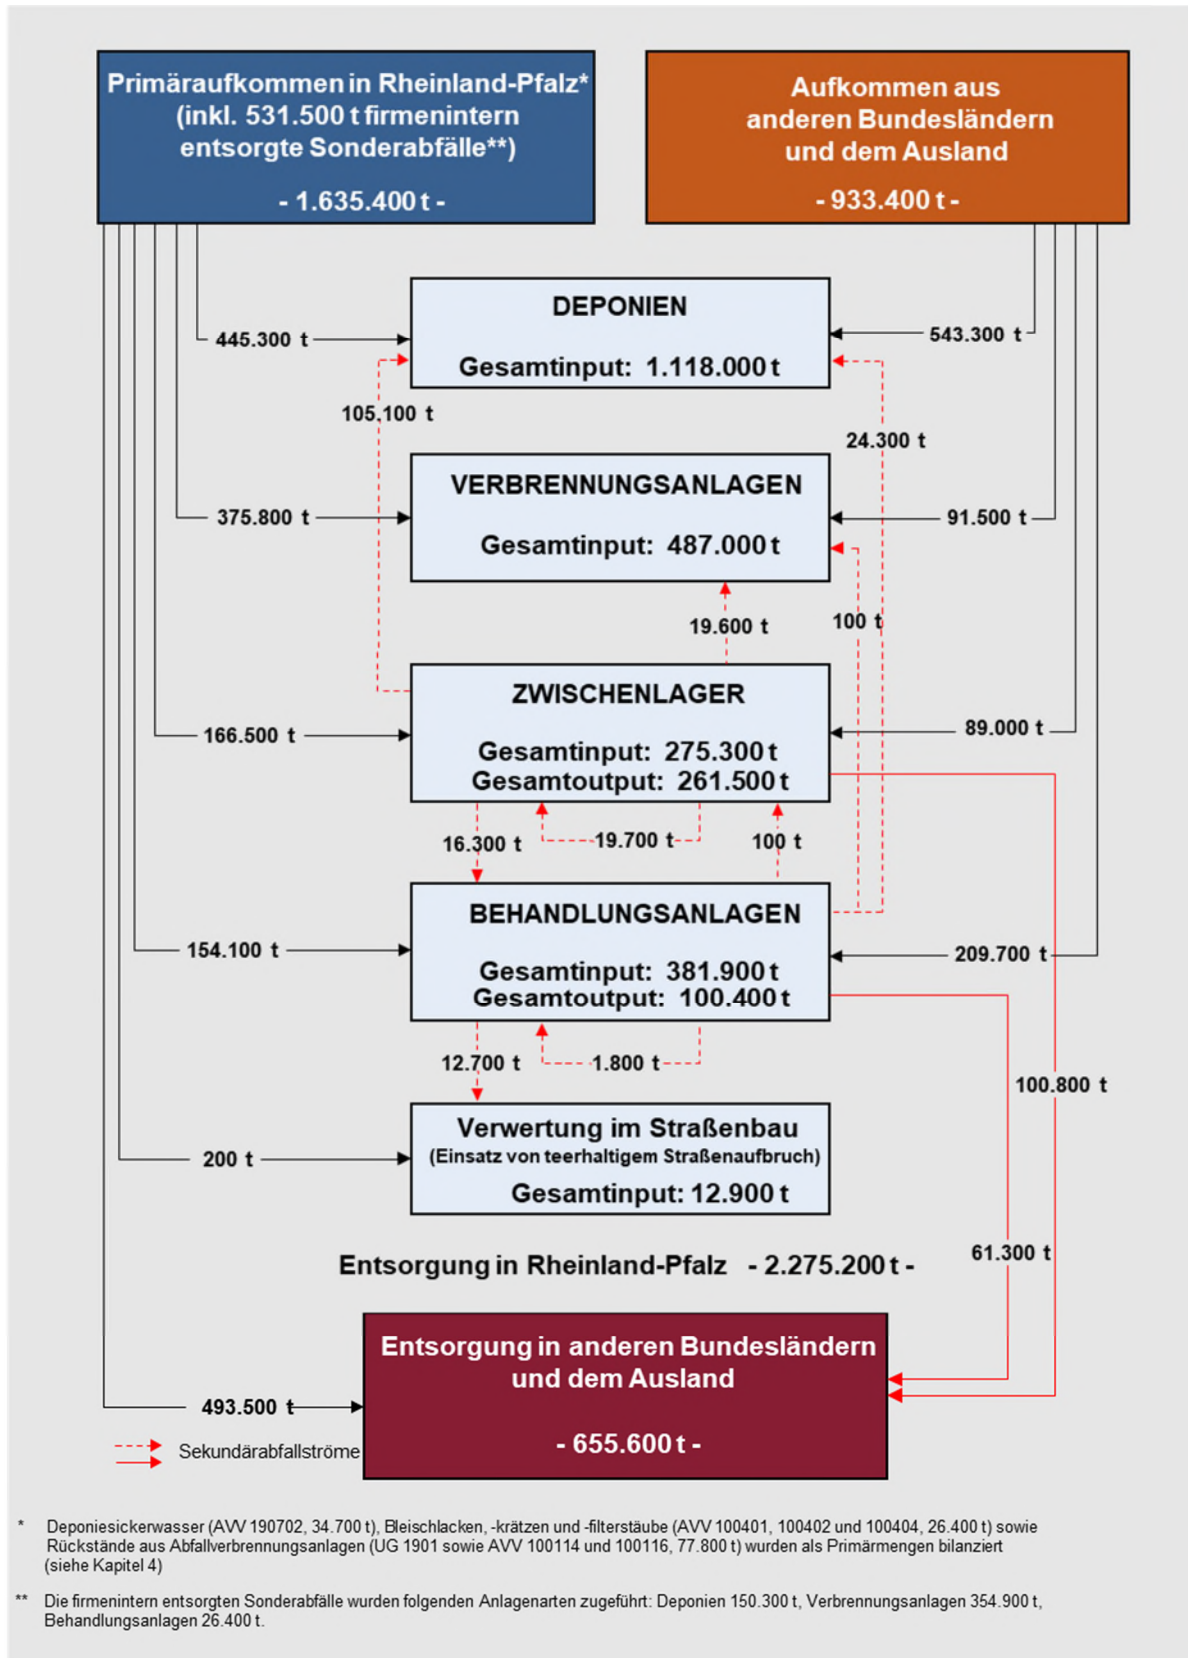 Primäraufkommen in Rheinland-Pfalz*
(inkl. 531.500 t firmenintern
entsorgte Sonderabfälle**)
- 1.635.400 t -
Aufkommen aus
anderen Bundesländern
und dem Ausland
- 933.400 t -
DEPONIEN
Gesamtinput: 1.118.000 t
445.300 t
543.300 t
105.100 t
24.300 t
VERBRENNUNGSANLAGEN
Gesamtinput: 487.000 t
375.800 t
91.500 t
19.600 t
100 t
ZWISCHENLAGER
Gesamtinput: 275.300 t
Gesamtoutput: 261.500 t
166.500 t
89.000 t
16.300 t
19.700 t
100 t
BEHANDLUNGSANLAGEN
Gesamtinput: 381.900 t
Gesamtoutput: 100.400 t
154.100 t
209.700 t
12.700 t
1.800 t
100.800 t
Verwertung im Straßenbau
(Einsatz von teerhaltigem Straßenaufbruch)
Gesamtinput: 12.900 t
200 t
61.300 t
Entsorgung in Rheinland-Pfalz - 2.275.200 t -
Entsorgung in anderen Bundesländern
und dem Ausland
- 655.600 t -
493.500 t
Sekundärabfallströme
* Deponiesickerwasser (AVV 190702, 34.700 t), Bleischlacken, -krätzen und -filterstäube (AVV 100401, 100402 und 100404, 26.400 t) sowie
Rückstände aus Abfallverbrennungsanlagen (UG 1901 sowie AVV 100114 und 100116, 77.800 t) wurden als Primärmengen bilanziert
(siehe Kapitel 4)
** Die firmenintern entsorgten Sonderabfälle wurden folgenden Anlagenarten zugeführt: Deponien 150.300 t, Verbrennungsanlagen 354.900 t,
Behandlungsanlagen 26.400 t.